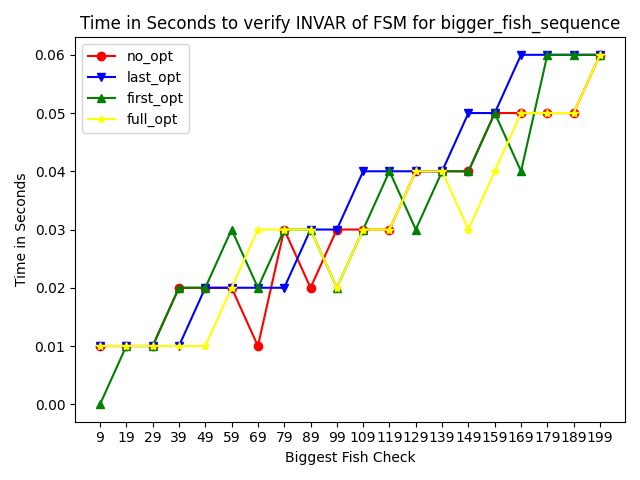 Time in Seconds to verify INVAR of FSM for bigger_fish_sequence
no_opt
last_opt
first_opt
full_opt
0.06
0.05
0.04
0.03
0.02
0.01
0.00
Time in Seconds
9 19 29 39 49 59 69 79 89 99 109 119 129 139 149 159 169 179 189 199
Biggest Fish Check